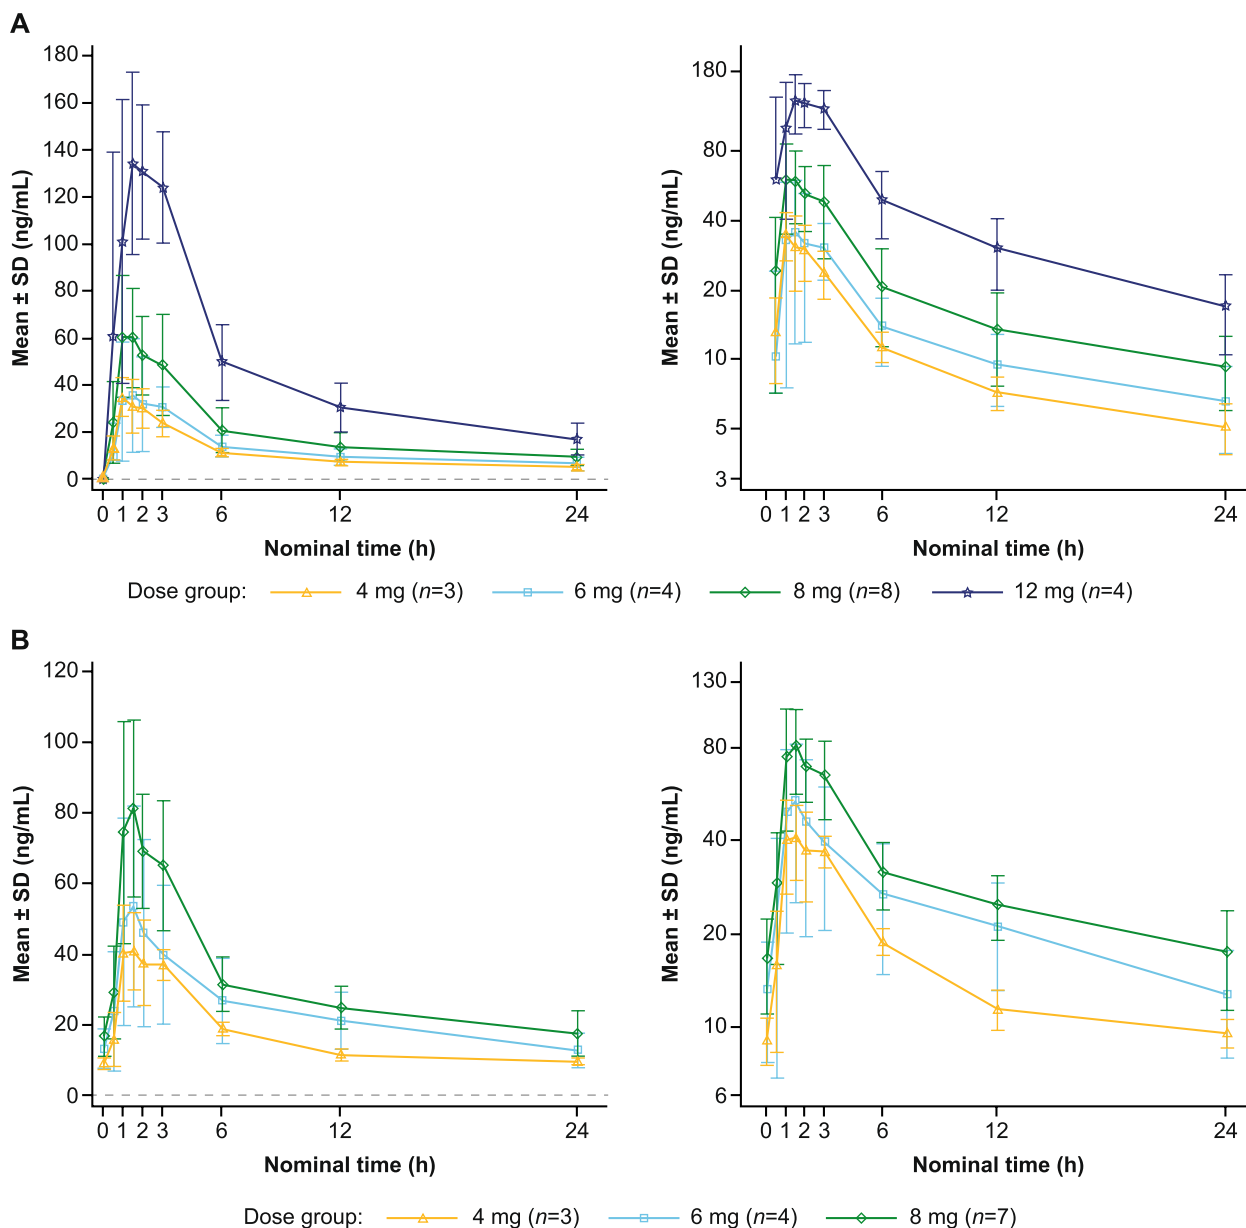 A
Mean ± SD (ng/mL)
180
160
140
120
100
80
60
40
20
0
0 1 2 3 6 12 24
Nominal time (h)
Mean ± SD (ng/mL)
180
80
40
20
10
5
3
0 1 2 3 6 12 24
Nominal time (h)
Dose group: 4 mg (n=3) 6 mg (n=4) 8 mg (n=8) 12 mg (n=4)
B
Mean ± SD (ng/mL)
120
100
80
60
40
20
0
0 1 2 3 6 12 24
Nominal time (h)
Mean ± SD (ng/mL)
130
80
40
20
10
6
0 1 2 3 6 12 24
Nominal time (h)
Dose group: 4 mg (n=3) 6 mg (n=4) 8 mg (n=7)